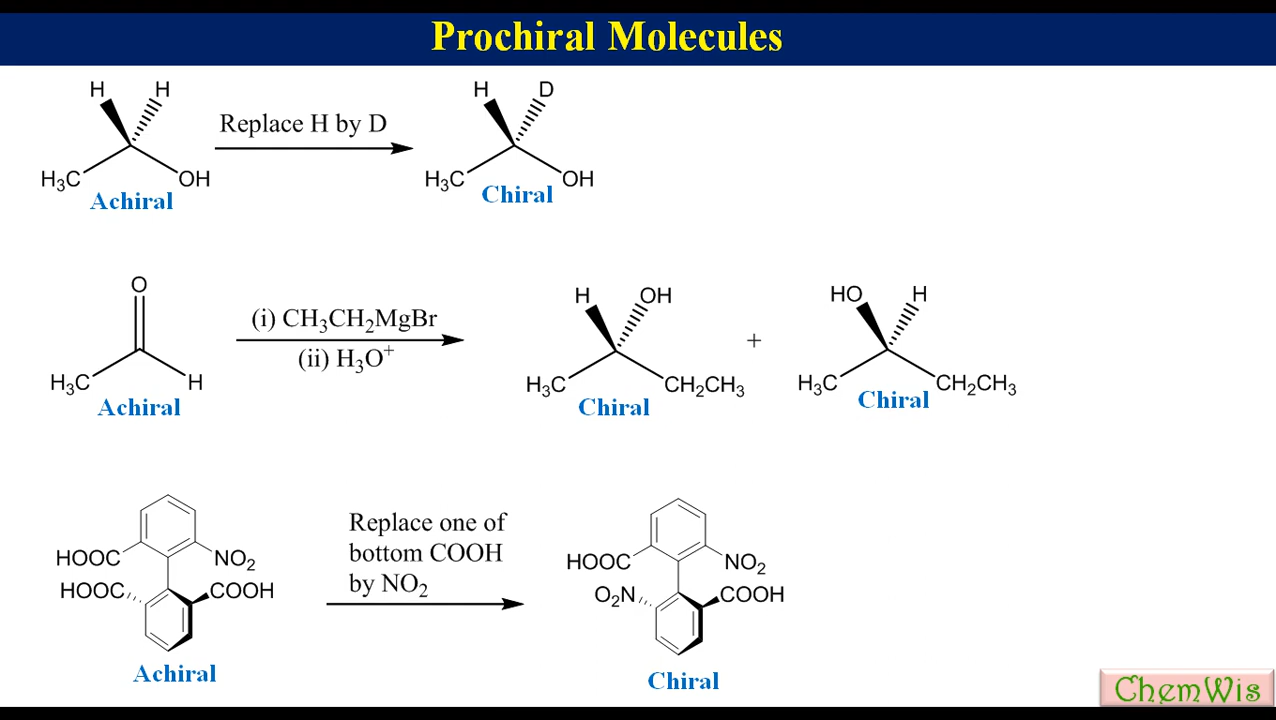 Prochiral Molecules
H H
H₃C OH
Achiral
Replace H by D
H D
H₃C OH
Chiral
O
H₃C H
Achiral
(i) CH₃CH₂MgBr
(ii) H₃O⁺
H OH
H₃C CH₂CH₃
Chiral
+
HO H
H₃C CH₂CH₃
Chiral
HOOC NO₂
HOOC COOH
Achiral
Replace one of
bottom COOH
by NO₂
HOOC NO₂
O₂N COOH
Chiral
ChemWis